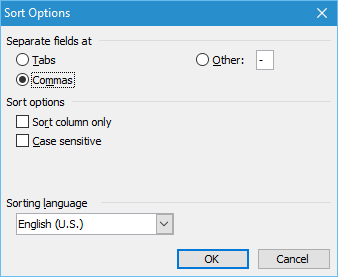 Sort Options
Separate fields at
Tabs
Other: -
Commas
Sort options
Sort column only
Case sensitive
Sorting language
English (U.S.)
OK Cancel